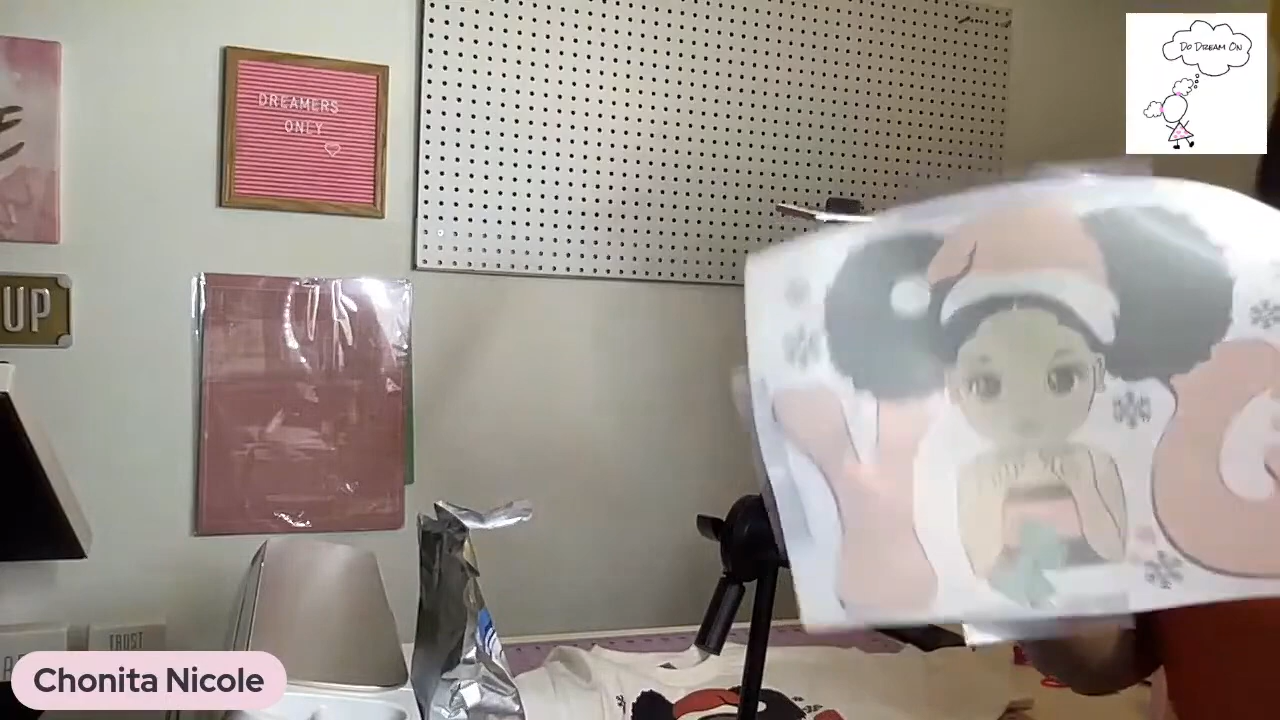 DREAMERS
ONLY
DO DREAM ON
UP
TRUST
Chonita Nicole